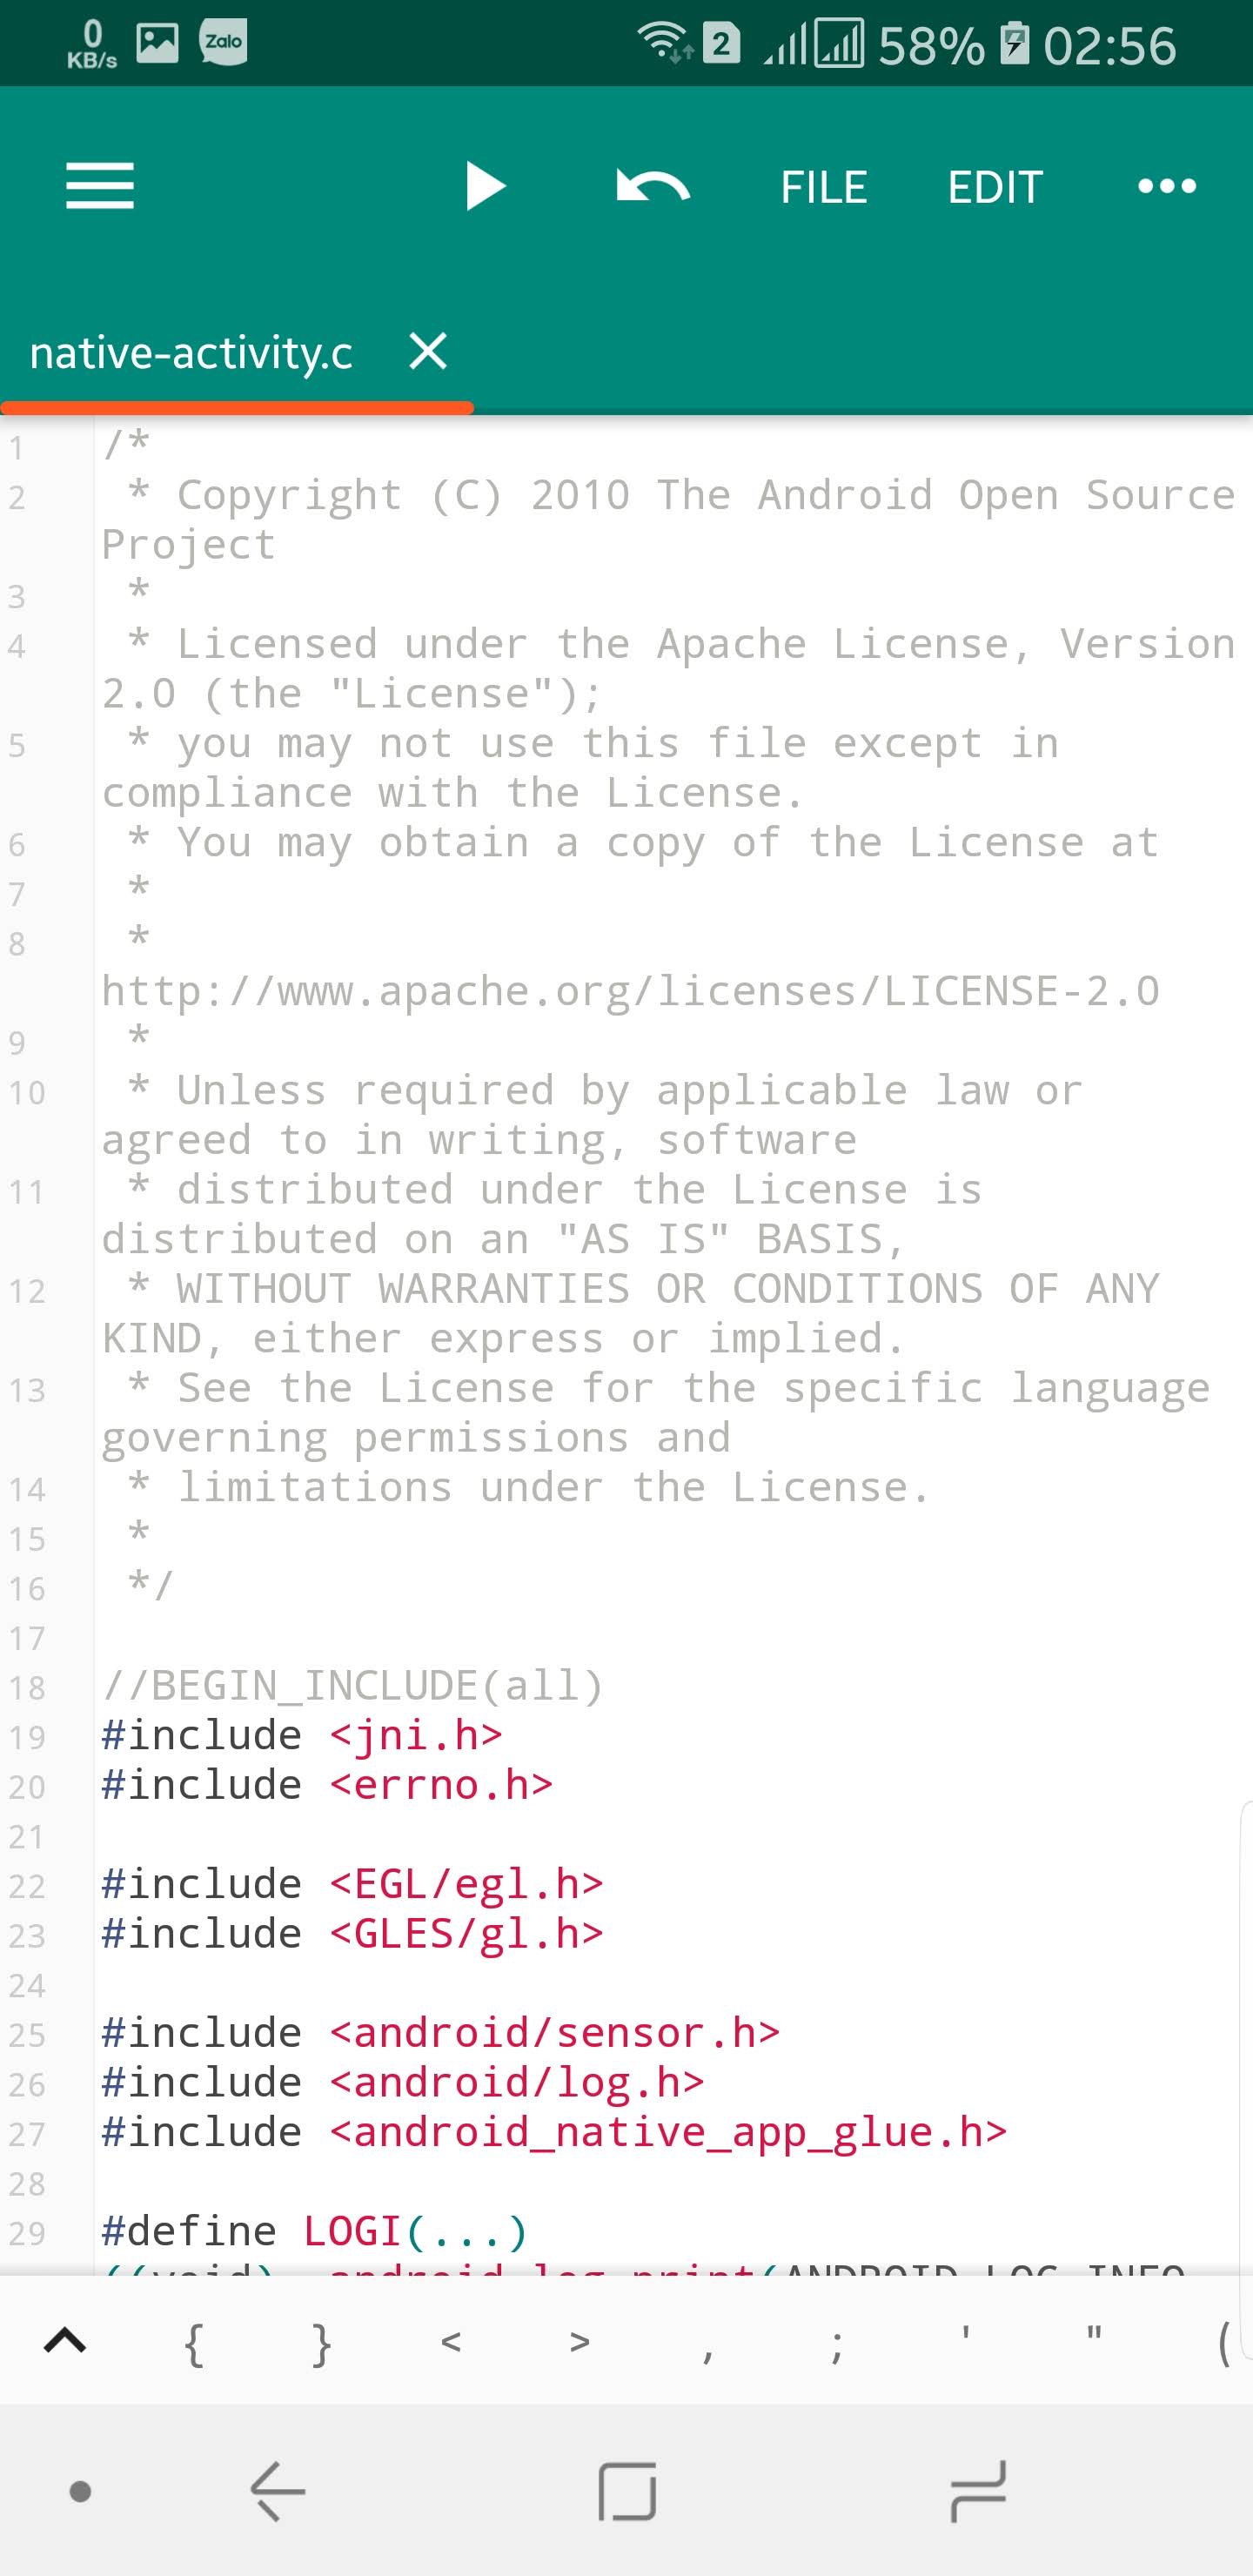 0
KB/s
Zalo
2
58%
02:56
FILE
EDIT
native-activity.c
1 /*
2  * Copyright (C) 2010 The Android Open Source
Project
3  *
4  * Licensed under the Apache License, Version
2.0 (the "License");
5  * you may not use this file except in
compliance with the License.
6  * You may obtain a copy of the License at
7  *
8  *
http://www.apache.org/licenses/LICENSE-2.0
9  *
10  * Unless required by applicable law or
agreed to in writing, software
11  * distributed under the License is
distributed on an "AS IS" BASIS,
12  * WITHOUT WARRANTIES OR CONDITIONS OF ANY
KIND, either express or implied.
13  * See the License for the specific language
governing permissions and
14  * limitations under the License.
15  *
16  */
17
18 //BEGIN_INCLUDE(all)
19 #include <jni.h>
20 #include <errno.h>
21
22 #include <EGL/egl.h>
23 #include <GLES/gl.h>
24
25 #include <android/sensor.h>
26 #include <android/log.h>
27 #include <android_native_app_glue.h>
28
29 #define LOGI(...)
{ } < > , ; ' " (